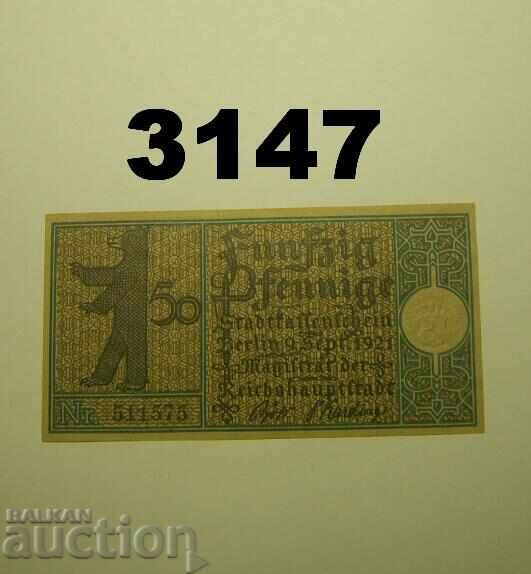 3147
Fünfzig
50 Pfennige
Stadtkassenschein
Berlin 9. Sept. 1921
Magistrat der
Reichshauptstadt
Nr. 511575
BALKAN
auction